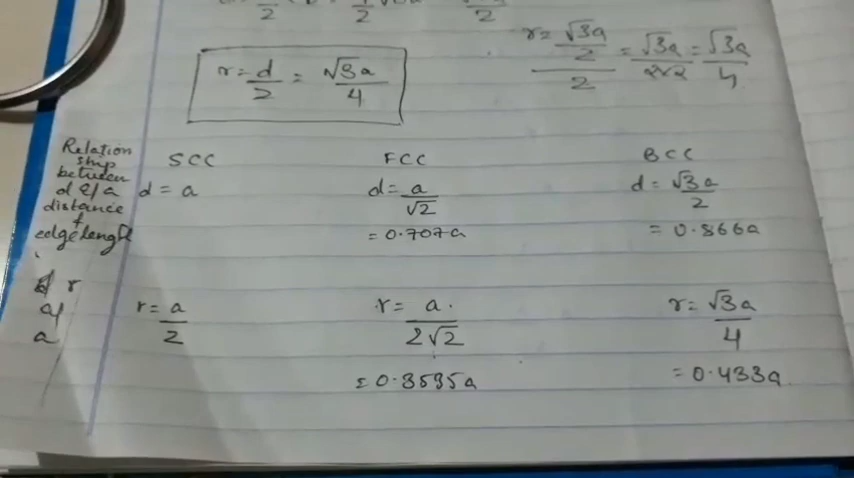 r = d/2 = √3a/4
r = √3a/2/2 = √3a/2×2 = √3a/4
Relation
ship
between
d & a
distance
&
edge length
SCC FCC BCC
d = a d = a/√2 d = √3a/2
= 0.707a = 0.866a
r
&
a
r = a/2 r = a/2√2 r = √3a/4
= 0.3535a = 0.433a